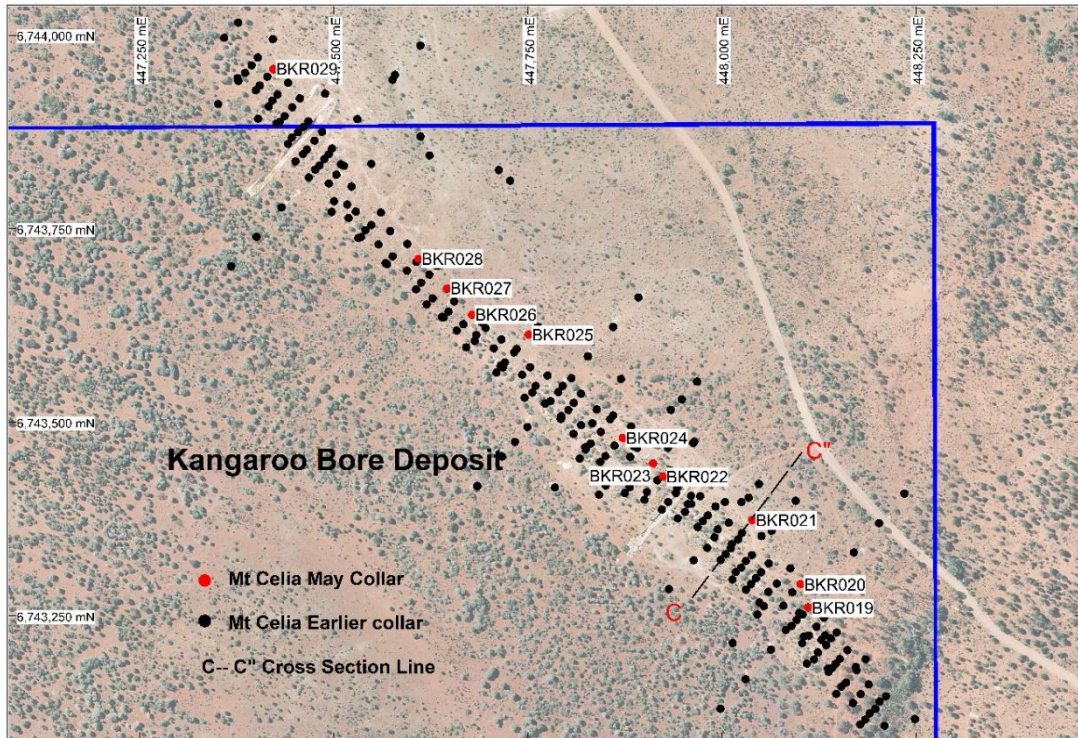 6,744,000 mN
447,250 mE
447,500 mE
447,750 mE
448,000 mE
448,250 mE
BKR029
6,743,750 mN
BKR028
BKR027
BKR026
BKR025
6,743,500 mN
BKR024
Kangaroo Bore Deposit
BKR023
BKR022
C"
BKR021
Mt Celia May Collar
BKR020
C
BKR019
6,743,250 mN
Mt Celia Earlier collar
C-- C" Cross Section Line